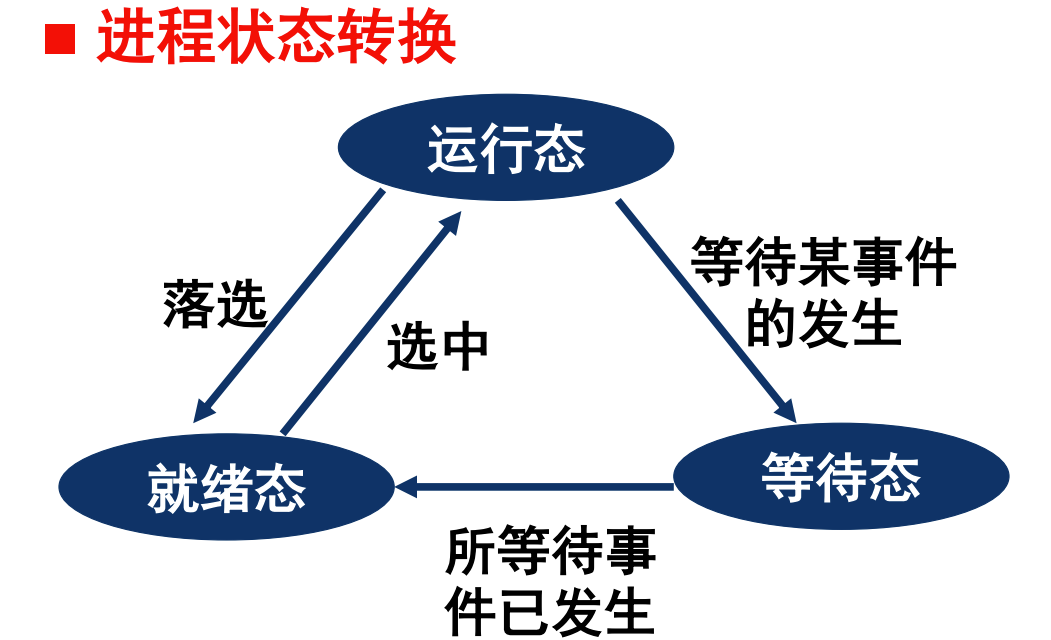 进程状态转换
运行态
等待某事件
的发生
落选
选中
就绪态
等待态
所等待事
件已发生